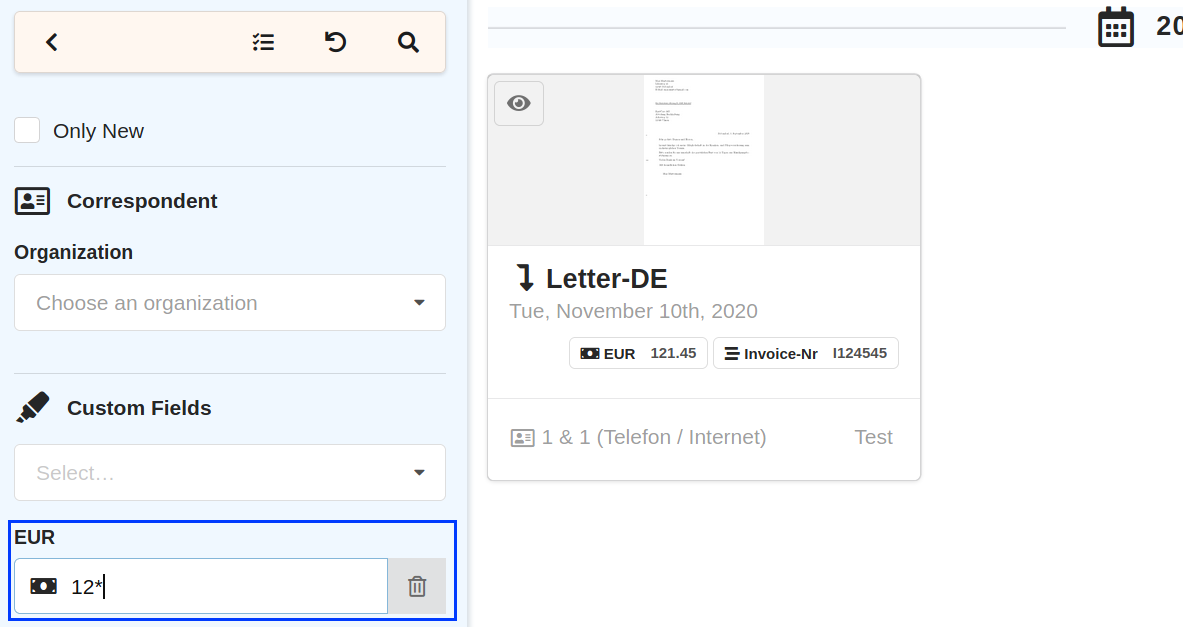 Only New
Correspondent
Organization
Choose an organization
Custom Fields
Select...
EUR
12*
20
Letter-DE
Tue, November 10th, 2020
EUR 121.45 Invoice-Nr I124545
1 & 1 (Telefon / Internet) Test